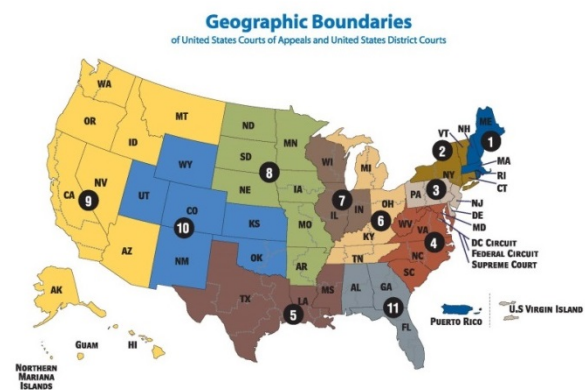 Geographic Boundaries
of United States Courts of Appeals and United States District Courts
WA
OR
MT
ID
NV
CA
9
AZ
AK
HI
GUAM
NORTHERN
MARIANA
ISLANDS
WY
UT
CO
10
KS
NM
OK
ND
SD
MN
8
NE
IA
MO
AR
WI
7
IL
IN
MI
OH
6
KY
TN
TX
LA
MS
5
AL
GA
11
FL
VT
NH
ME
1
2
NY
MA
RI
CT
PA
3
NJ
DE
MD
WV
VA
4
NC
SC
DC CIRCUIT
FEDERAL CIRCUIT
SUPREME COURT
PUERTO RICO
U.S VIRGIN ISLAND